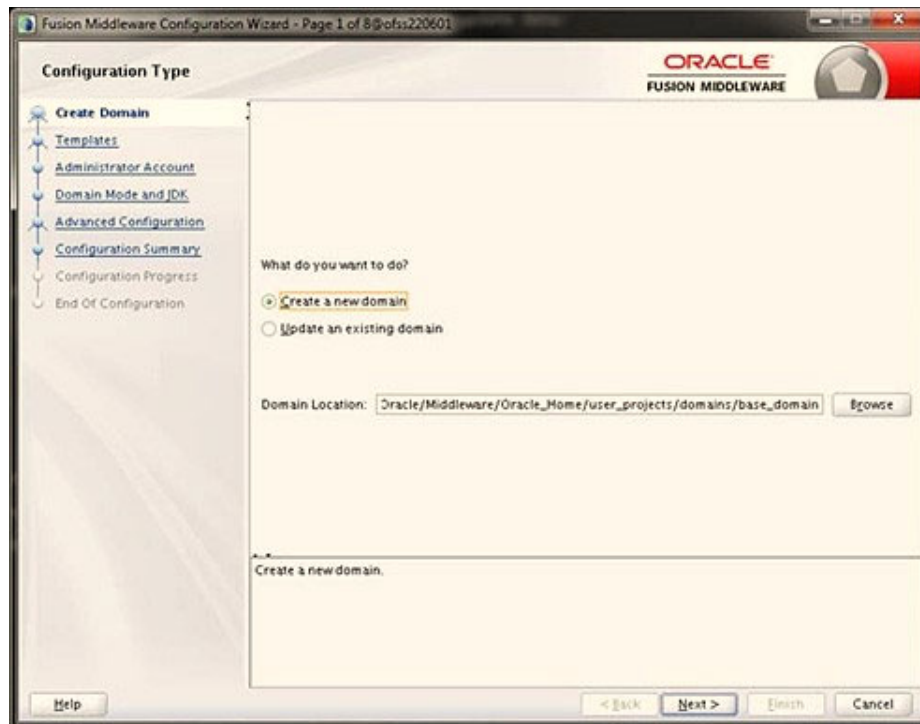 Fusion Middleware Configuration Wizard - Page 1 of 8@ofss220601
Configuration Type
ORACLE
FUSION MIDDLEWARE
Create Domain
Templates
Administrator Account
Domain Mode and JDK
Advanced Configuration
Configuration Summary
Configuration Progress
End Of Configuration
What do you want to do?
Create a new domain
Update an existing domain
Domain Location: Oracle/Middleware/Oracle_Home/user_projects/domains/base_domain Browse
Create a new domain.
Help < Back Next > Finish Cancel